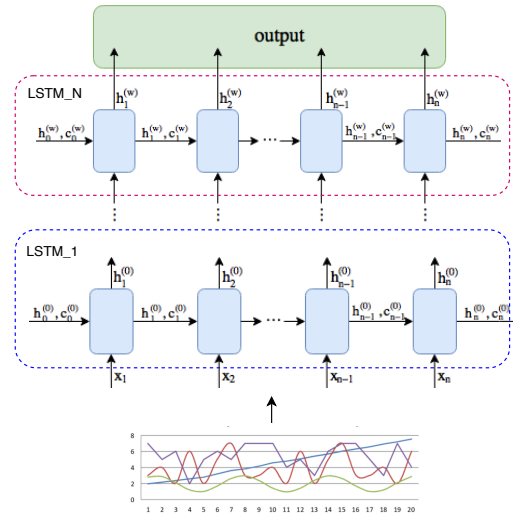 output
LSTM_N
h₁⁽ʷ⁾ h₂⁽ʷ⁾ hₙ₋₁⁽ʷ⁾ hₙ⁽ʷ⁾
h₀⁽ʷ⁾, c₀⁽ʷ⁾ h₁⁽ʷ⁾, c₁⁽ʷ⁾ ... hₙ₋₁⁽ʷ⁾, cₙ₋₁⁽ʷ⁾ hₙ⁽ʷ⁾, cₙ⁽ʷ⁾
... ... ... ...
LSTM_1
h₁⁽⁰⁾ h₂⁽⁰⁾ hₙ₋₁⁽⁰⁾ hₙ⁽⁰⁾
h₀⁽⁰⁾, c₀⁽⁰⁾ h₁⁽⁰⁾, c₁⁽⁰⁾ ... hₙ₋₁⁽⁰⁾, cₙ₋₁⁽⁰⁾ hₙ⁽⁰⁾, cₙ⁽⁰⁾
x₁ x₂ xₙ₋₁ xₙ
8
6
4
2
0
1 2 3 4 5 6 7 8 9 10 11 12 13 14 15 16 17 18 19 20